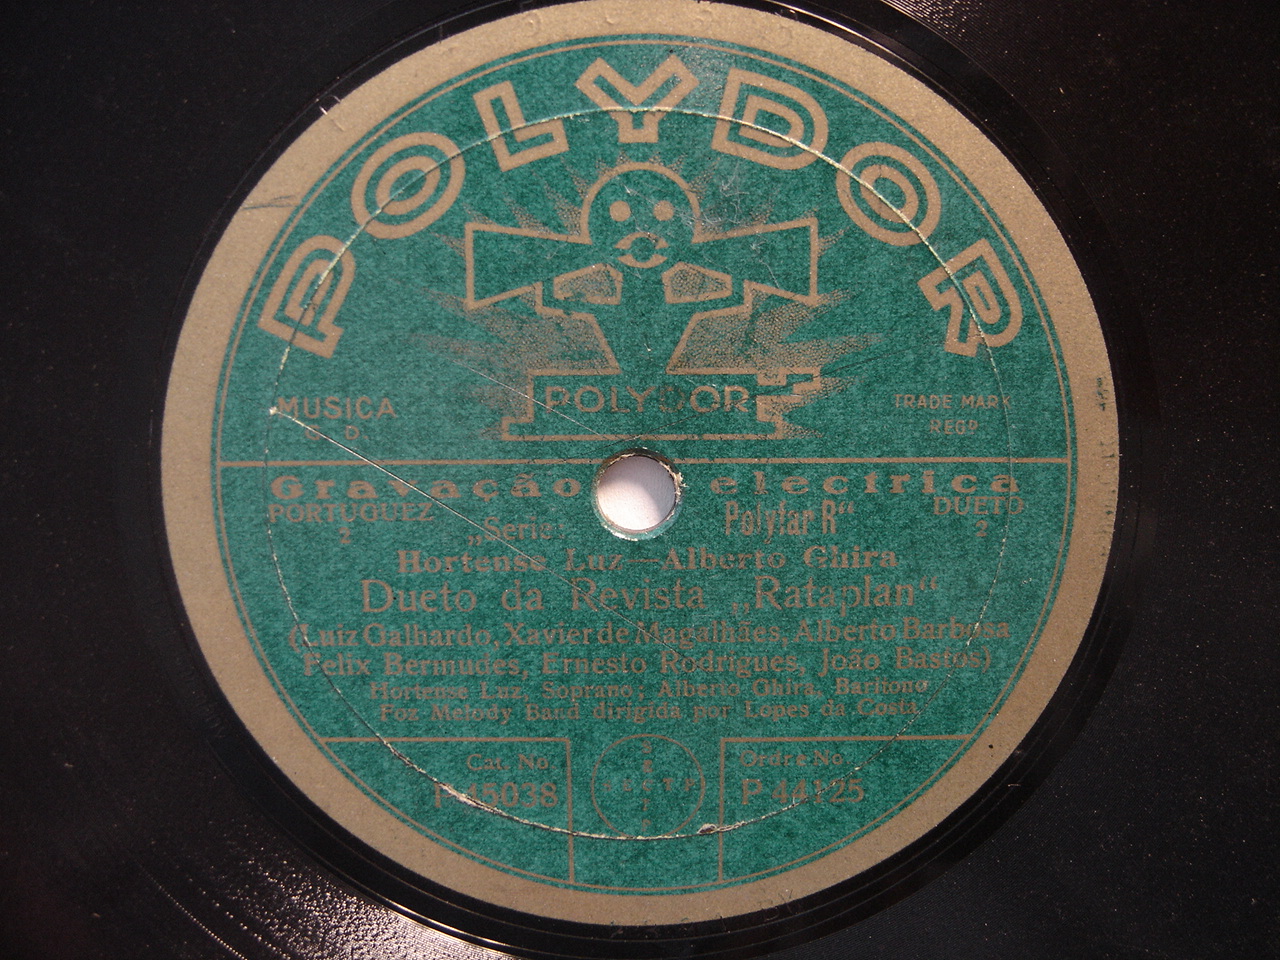 POLYDOR
POLYDOR
MUSICA
TRADE MARK
REGD
Gravação electrica
PORTUGUEZ
2
DUETO
2
„Serie: Polyfar R“
Hortense Luz—Alberto Ghira
Dueto da Revista „Rataplan“
(Luiz Galhardo, Xavier de Magalhães, Alberto Barbosa
Felix Bermudes, Ernesto Rodrigues, João Bastos)
Hortense Luz, Soprano; Alberto Ghira, Baritono
Foz Melody Band dirigida por Lopes da Costa
Cat. No.
P 45038
Ordre No
P 44125